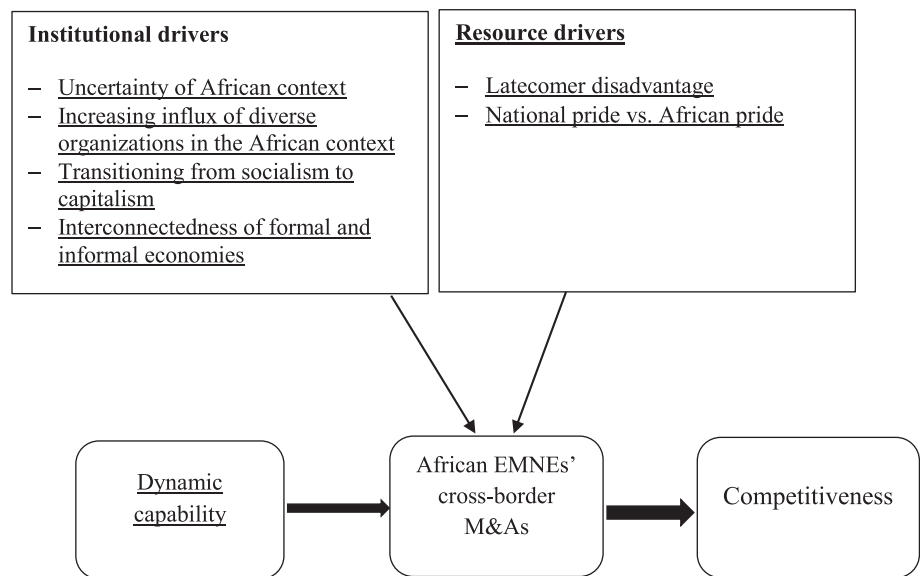 Institutional drivers
– Uncertainty of African context
– Increasing influx of diverse
organizations in the African context
– Transitioning from socialism to
capitalism
– Interconnectedness of formal and
informal economies
Resource drivers
– Latecomer disadvantage
– National pride vs. African pride
Dynamic
capability
African EMNEs’
cross-border
M&As
Competitiveness